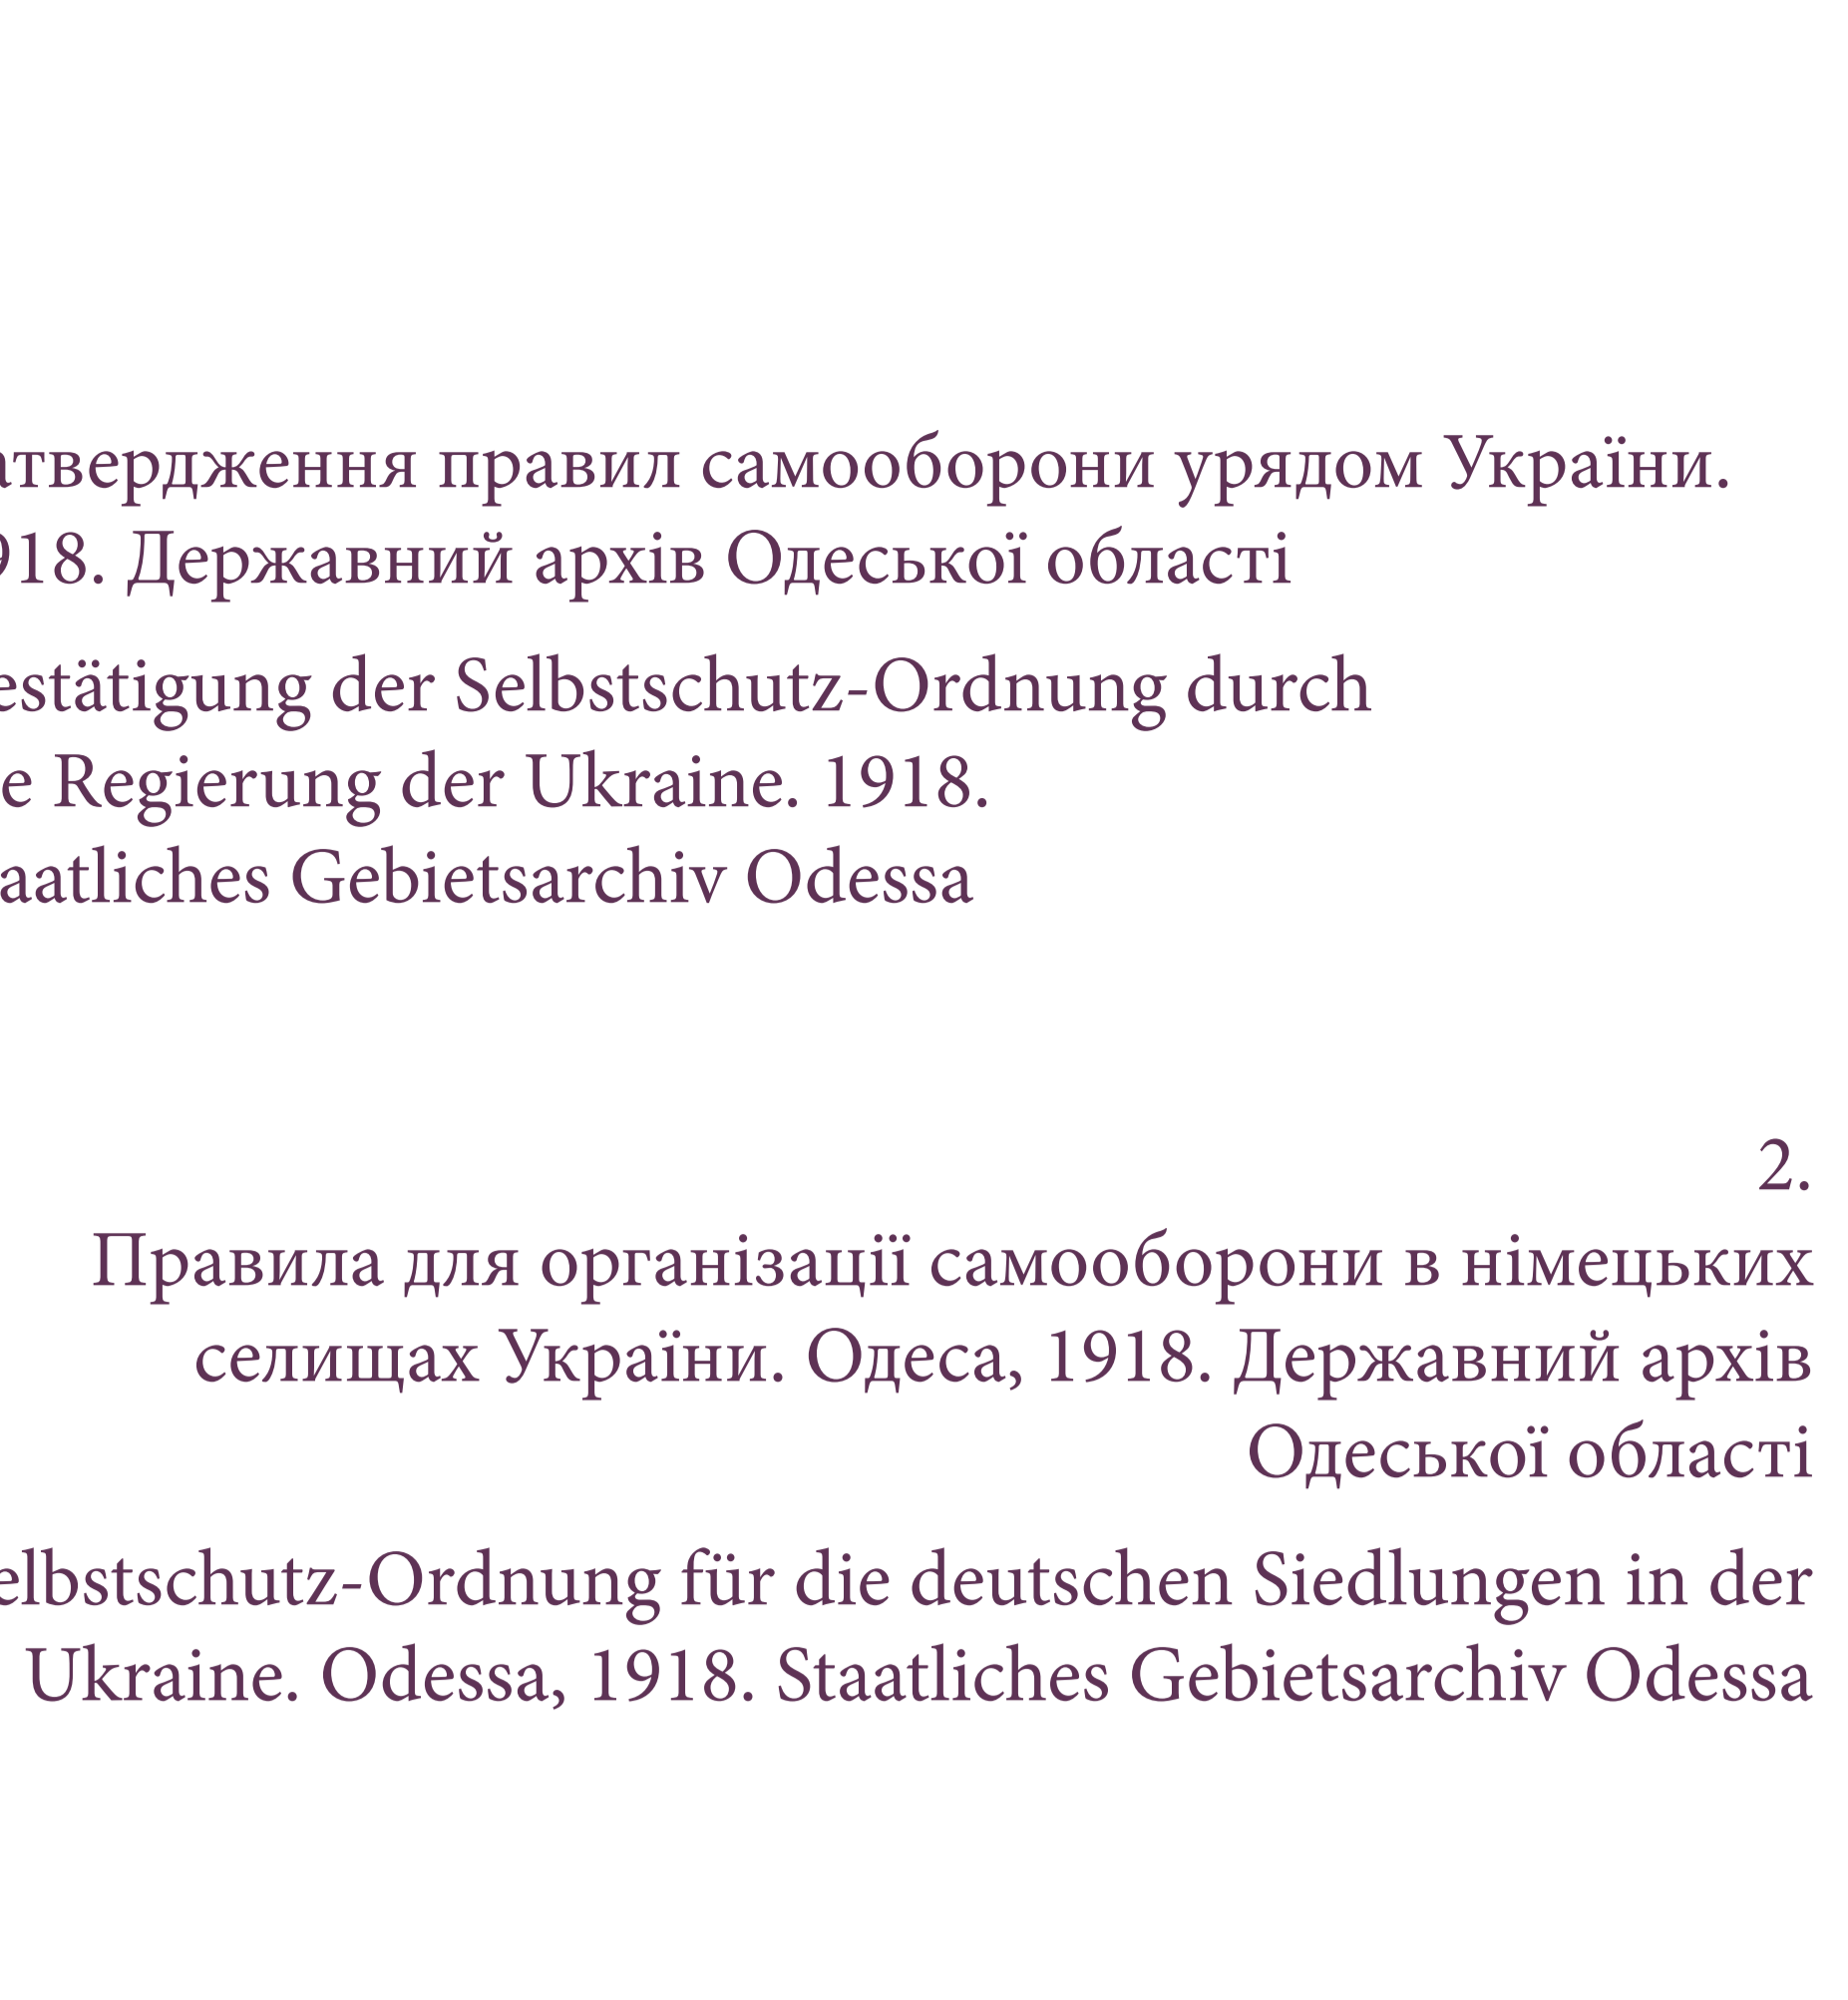 атвердження правил самооборони урядом України.
918. Державний архів Одеської області
estätigung der Selbstschutz-Ordnung durch
e Regierung der Ukraine. 1918.
aatliches Gebietsarchiv Odessa
2.
Правила для організації самооборони в німецьких
селищах України. Одеса, 1918. Державний архів
Одеської області
elbstschutz-Ordnung für die deutschen Siedlungen in der
Ukraine. Odessa, 1918. Staatliches Gebietsarchiv Odessa